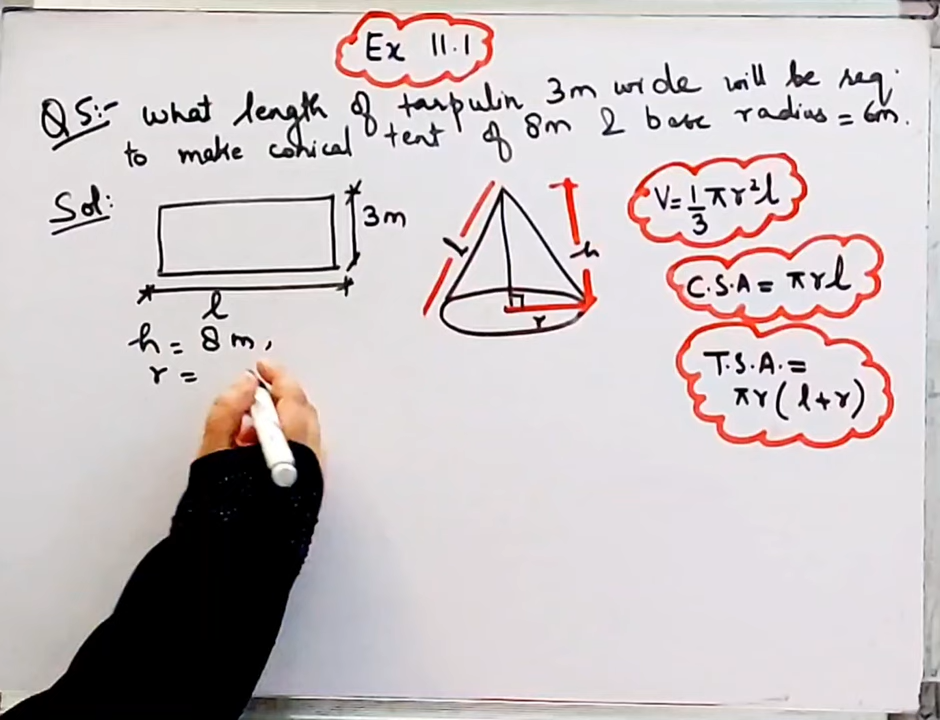 Ex 11.1
Q5:- what length of tarpulin 3m wide will be req.
to make conical tent of 8m & base radius = 6m.
Sol:
3m
l
h = 8m,
r =
l
h
r
V = 1/3 πr²l
C.S.A = πrl
T.S.A. =
πr(l+r)